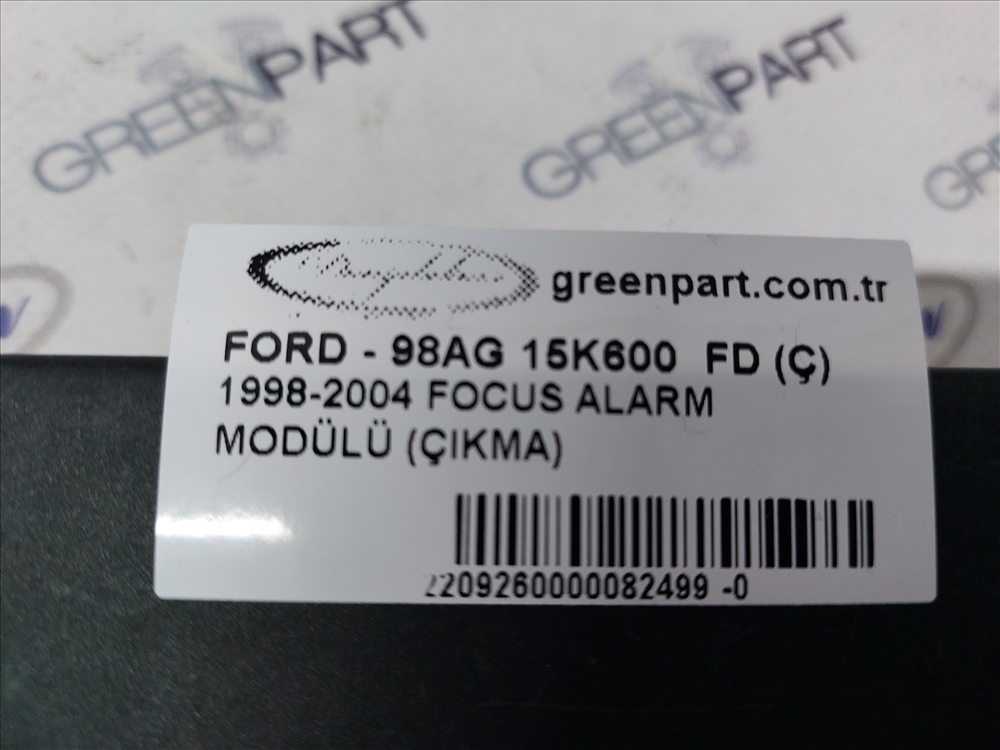 GREENPART
GREENPART
greenpart.com.tr
FORD - 98AG 15K600 FD (Ç)
1998-2004 FOCUS ALARM
MODÜLÜ (ÇIKMA)
2209260000082499 -0